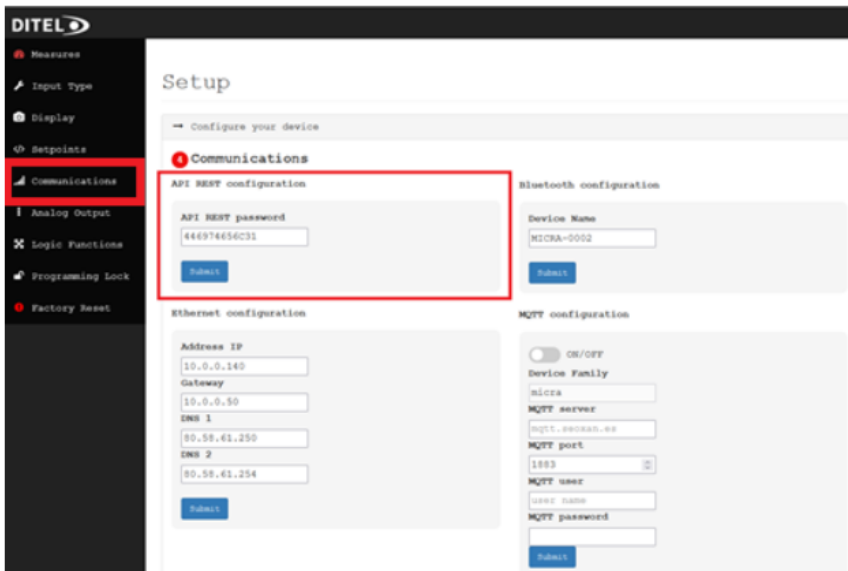 DITEL
Measures
Input Type
Display
Setpoints
Communications
Analog Output
Logic Functions
Programming Lock
Factory Reset
Setup
→ Configure your device
4 Communications
API REST configuration
API REST password
446974656C31
Submit
Bluetooth configuration
Device Name
MICRA-0002
Submit
Ethernet configuration
Address IP
10.0.0.140
Gateway
10.0.0.50
DNS 1
80.58.61.250
DNS 2
80.58.61.254
Submit
MQTT configuration
ON/OFF
Device Family
micra
MQTT server
mqtt.seoxan.es
MQTT port
1883
MQTT user
user name
MQTT password
Submit